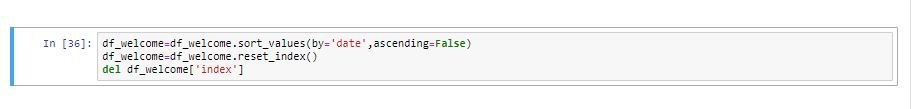 In [36]: df_welcome=df_welcome.sort_values(by='date',ascending=False)
df_welcome=df_welcome.reset_index()
del df_welcome['index']